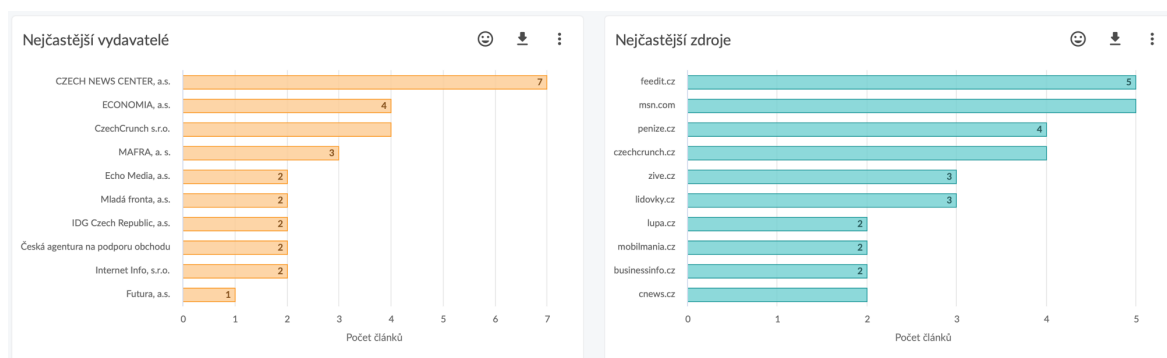 Nejčastější vydavatelé
CZECH NEWS CENTER, a.s. 7
ECONOMIA, a.s. 4
CzechCrunch s.r.o.
MAFRA, a. s. 3
Echo Media, a.s. 2
Mladá fronta, a.s. 2
IDG Czech Republic, a.s. 2
Česká agentura na podporu obchodu 2
Internet Info, s.r.o. 2
Futura, a.s. 1
0 1 2 3 4 5 6 7
Počet článků
Nejčastější zdroje
feedit.cz 5
msn.com
penize.cz 4
czechcrunch.cz
zive.cz 3
lidovky.cz 3
lupa.cz 2
mobilmania.cz 2
businessinfo.cz 2
cnews.cz
0 1 2 3 4 5
Počet článků